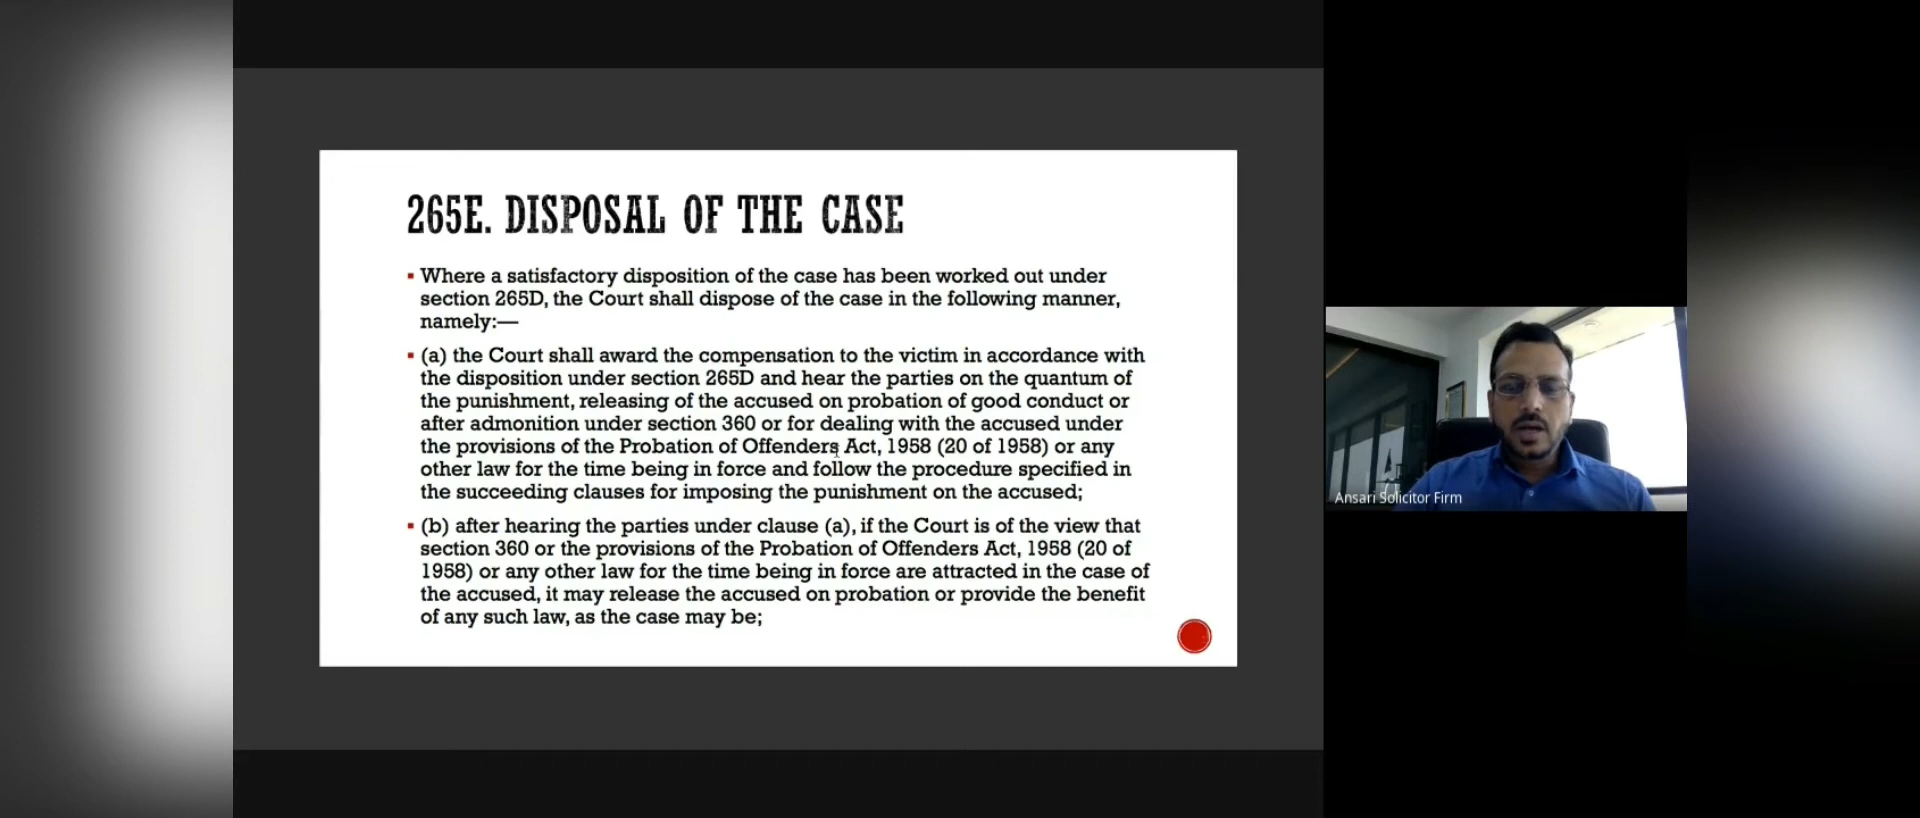 265E. DISPOSAL OF THE CASE
▪ Where a satisfactory disposition of the case has been worked out under
section 265D, the Court shall dispose of the case in the following manner,
namely:—
▪ (a) the Court shall award the compensation to the victim in accordance with
the disposition under section 265D and hear the parties on the quantum of
the punishment, releasing of the accused on probation of good conduct or
after admonition under section 360 or for dealing with the accused under
the provisions of the Probation of Offenders Act, 1958 (20 of 1958) or any
other law for the time being in force and follow the procedure specified in
the succeeding clauses for imposing the punishment on the accused;
▪ (b) after hearing the parties under clause (a), if the Court is of the view that
section 360 or the provisions of the Probation of Offenders Act, 1958 (20 of
1958) or any other law for the time being in force are attracted in the case of
the accused, it may release the accused on probation or provide the benefit
of any such law, as the case may be;
Ansari Solicitor Firm